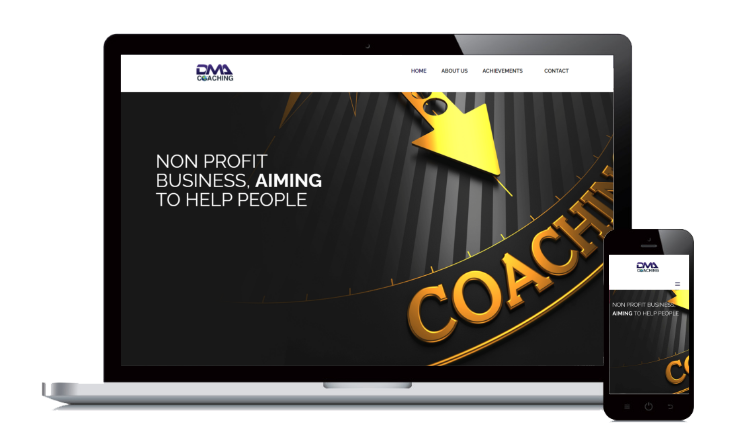 DMA
COACHING
HOME ABOUT US ACHIEVEMENTS CONTACT
NON PROFIT
BUSINESS, AIMING
TO HELP PEOPLE
COACHIN
DMA
COACHING
NON PROFIT BUSINESS,
AIMING TO HELP PEOPLE
CO